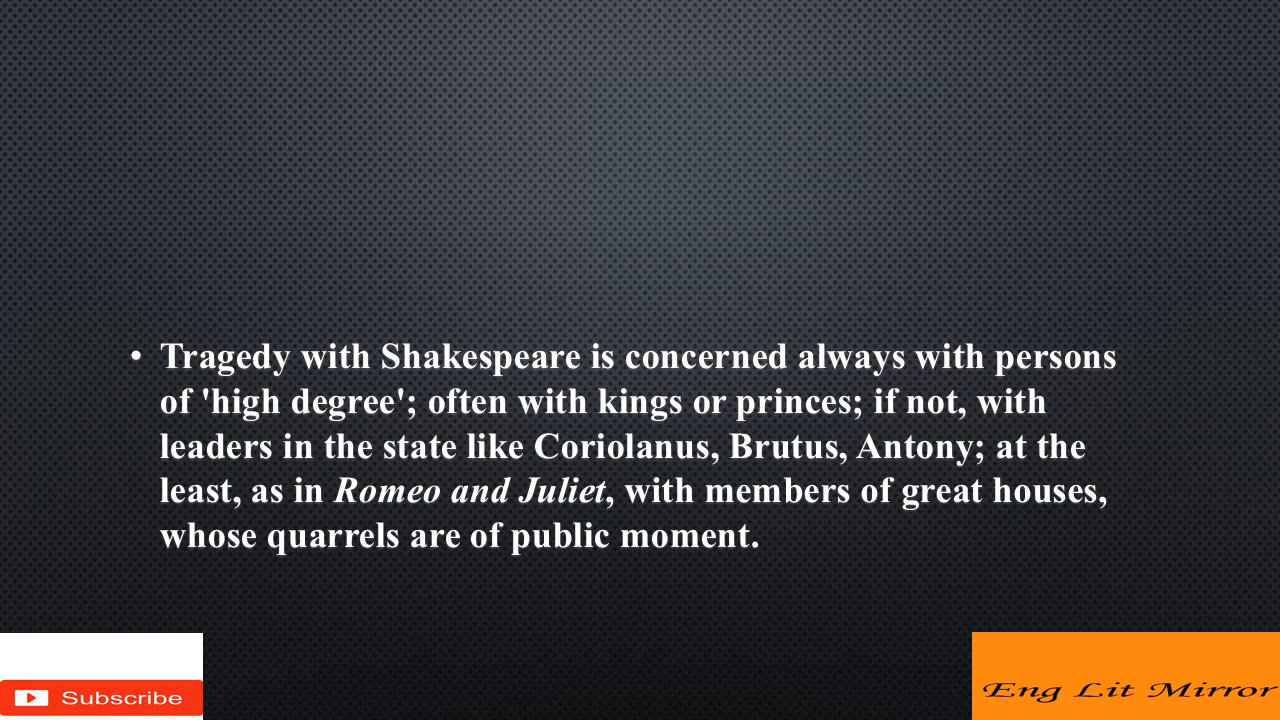 • Tragedy with Shakespeare is concerned always with persons
of 'high degree'; often with kings or princes; if not, with
leaders in the state like Coriolanus, Brutus, Antony; at the
least, as in Romeo and Juliet, with members of great houses,
whose quarrels are of public moment.
Subscribe
Eng Lit Mirror